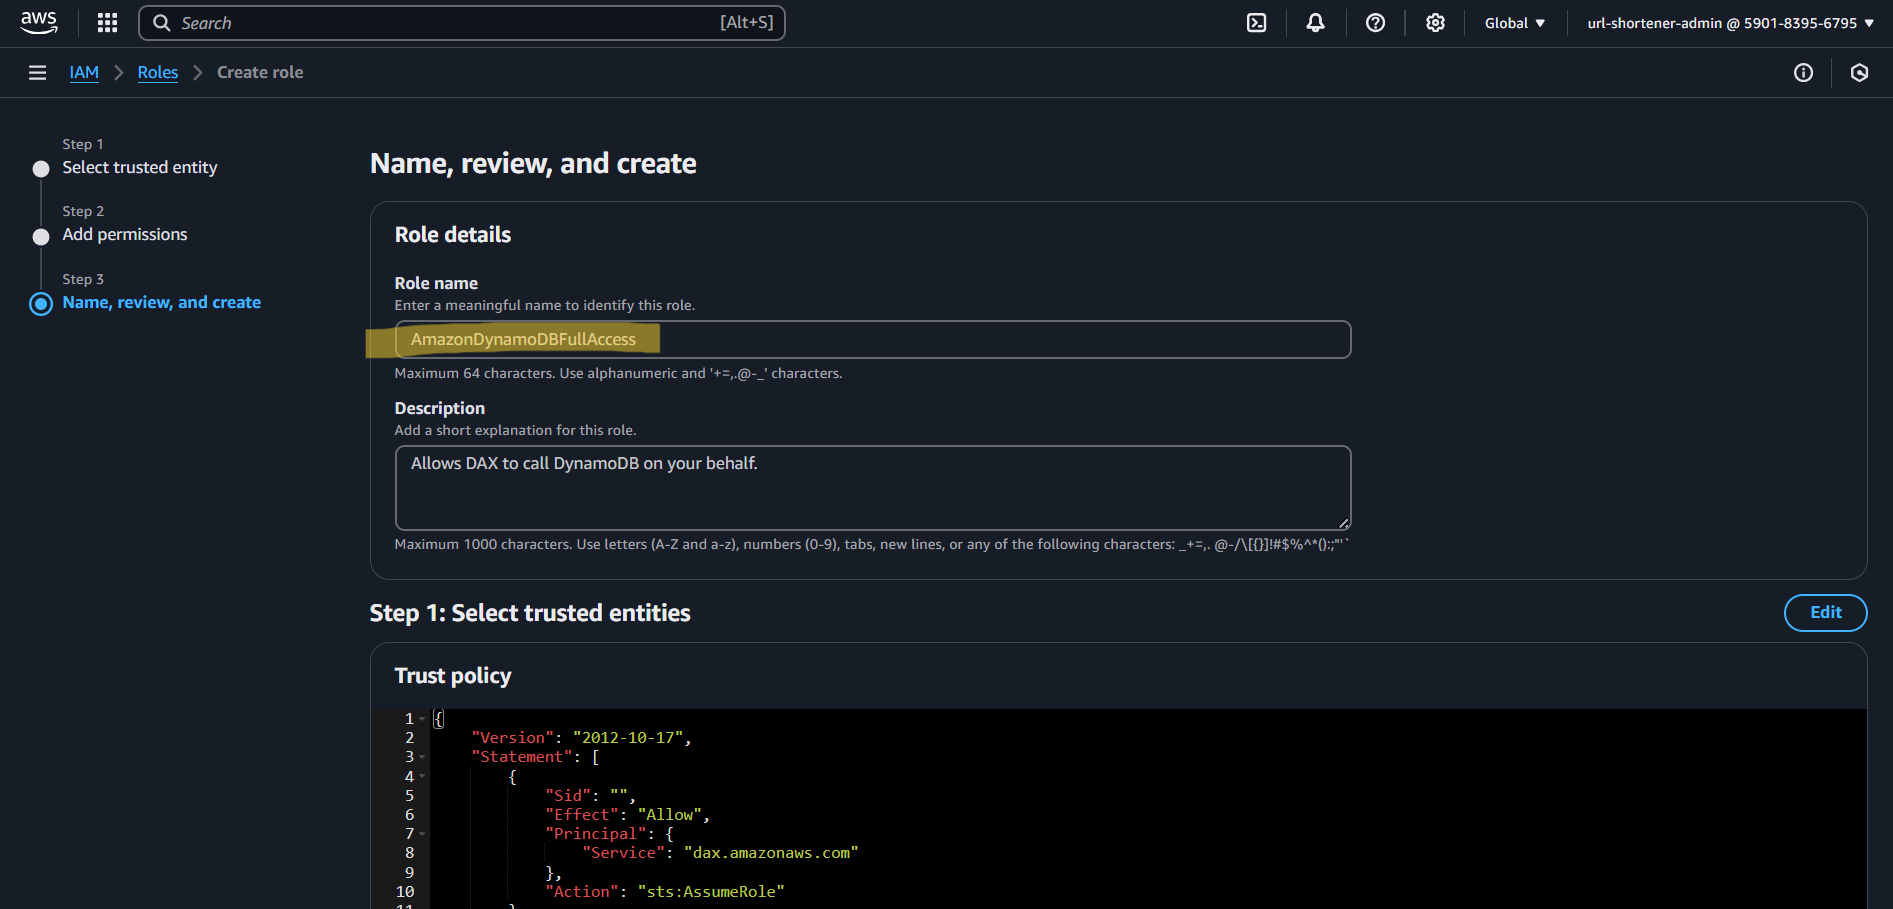 aws
Search [Alt+S]
Global
url-shortener-admin @ 5901-8395-6795
IAM
Roles
Create role
Step 1
Select trusted entity
Step 2
Add permissions
Step 3
Name, review, and create
Name, review, and create
Role details
Role name
Enter a meaningful name to identify this role.
AmazonDynamoDBFullAccess
Maximum 64 characters. Use alphanumeric and '+=,.@-_' characters.
Description
Add a short explanation for this role.
Allows DAX to call DynamoDB on your behalf.
Maximum 1000 characters. Use letters (A-Z and a-z), numbers (0-9), tabs, new lines, or any of the following characters: _+=,. @-/\[{}]!#$%^*();:"'`
Step 1: Select trusted entities
Edit
Trust policy
1 {
2 "Version": "2012-10-17",
3 "Statement": [
4 {
5 "Sid": "",
6 "Effect": "Allow",
7 "Principal": {
8 "Service": "dax.amazonaws.com"
9 },
10 "Action": "sts:AssumeRole"